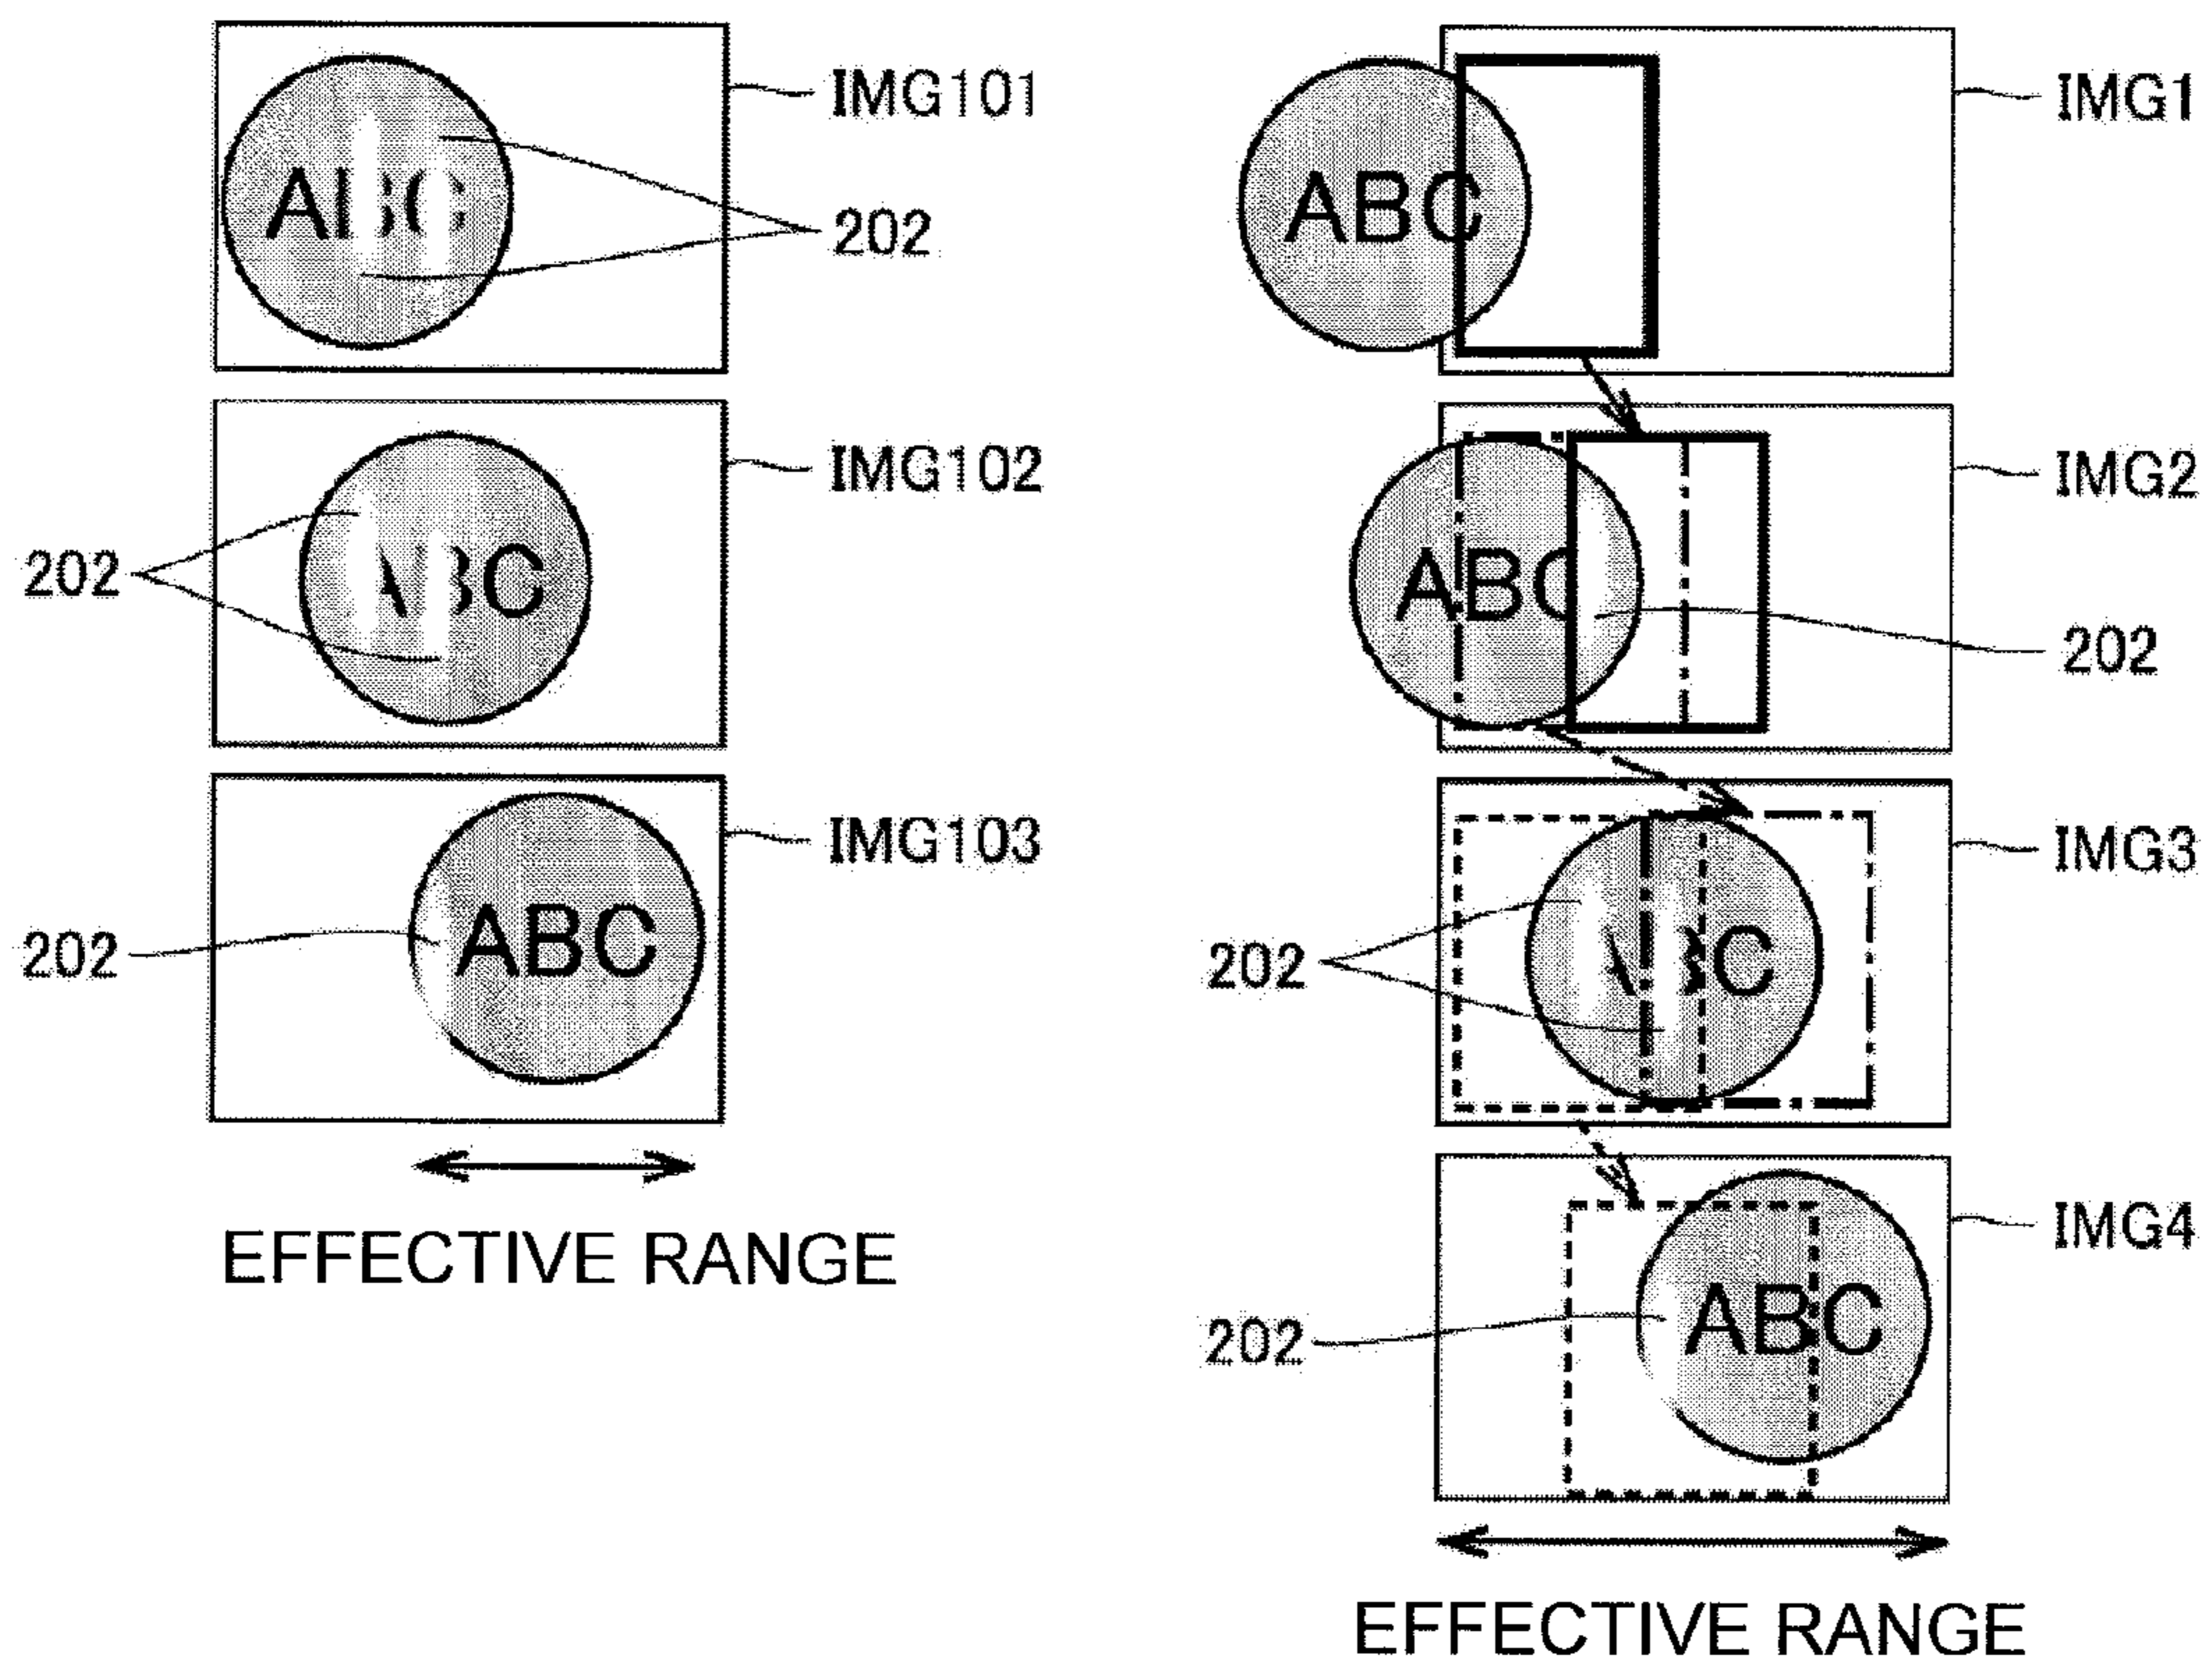 IMG101
ABC
202
IMG102
202
ABC
IMG103
202
ABC
EFFECTIVE RANGE
IMG1
ABC
IMG2
ABC
202
IMG3
202
ABC
IMG4
202
ABC
EFFECTIVE RANGE